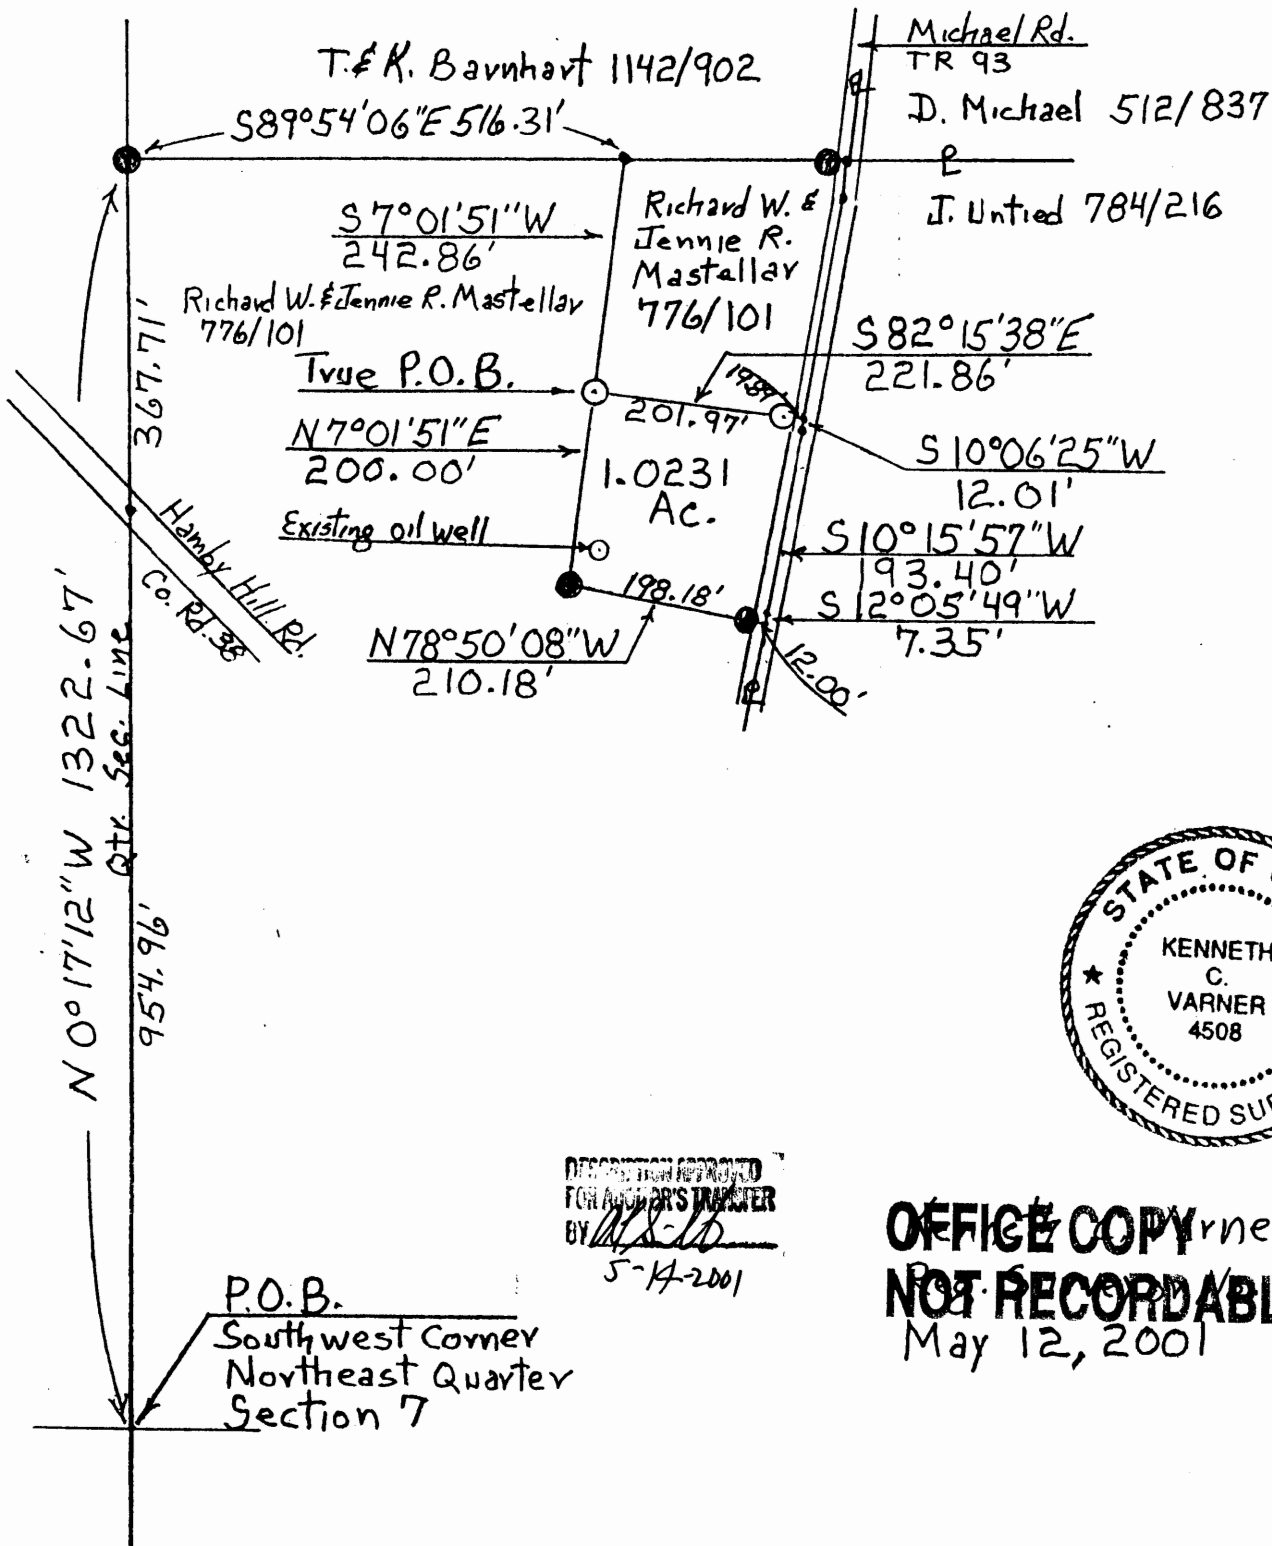 Michael Rd.
TR 93
T. & K. Barnhart 1142/902
D. Michael 512/837
S89°54'06"E 516.31'
J. Untied 784/216
S 7°01'51"W
242.86'
Richard W. &
Jennie R.
Mastellar
776/101
Richard W. & Jennie R. Mastellar
776/101
367.71'
S 82°15'38"E
221.86'
True P.O.B.
19.89'
201.97'
N 7°01'51"E
200.00'
1.0231
Ac.
S 10°06'25"W
12.01'
Existing oil well
S 10°15'57"W
193.40'
Hamby Hill Rd.
Co. Rd. 38
198.18'
S 12°05'49"W
7.35'
N 78°50'08"W
210.18'
12.00'
N 0°17'12"W 1322.67'
Qtr. Sec. Line
954.96'
STATE OF
KENNETH
C.
VARNER
4508
REGISTERED SUR
DESCRIPTION APPROVED
FOR AUDITOR'S TRANSFER
BY
5-14-2001
OFFICE COPY
NOT RECORDABL
May 12, 2001
P.O.B.
Southwest Corner
Northeast Quarter
Section 7